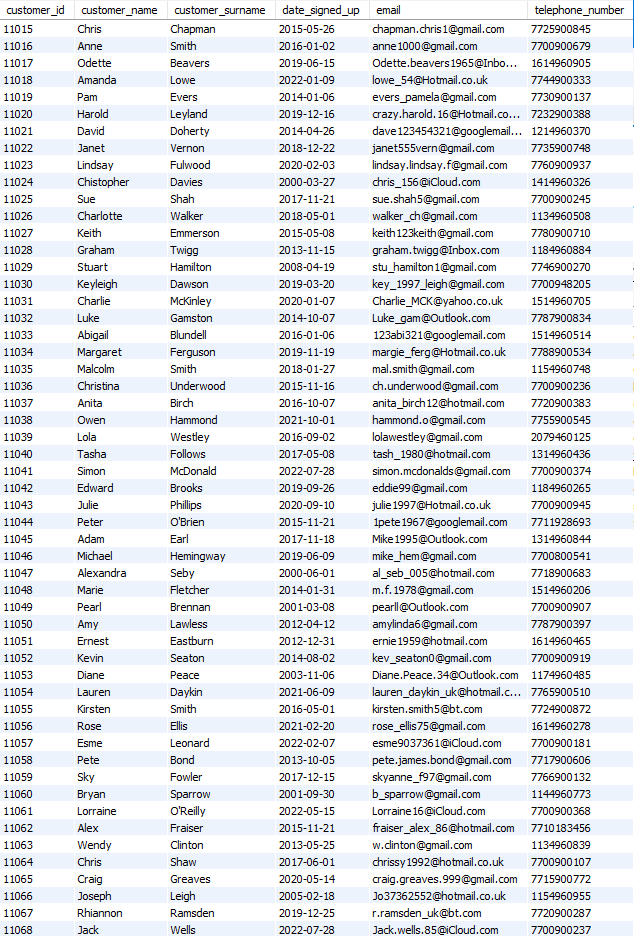 customer_id customer_name customer_surname date_signed_up email telephone_number
11015 Chris Chapman 2015-05-26 chapman.chris1@gmail.com 7725900845
11016 Anne Smith 2016-01-02 anne1000@gmail.com 7700900679
11017 Odette Beavers 2019-06-15 Odette.beavers1965@Inbo... 1614960905
11018 Amanda Lowe 2022-01-09 lowe_54@Hotmail.co.uk 7744900333
11019 Pam Evers 2014-01-06 evers_pamela@gmail.com 7730900137
11020 Harold Leyland 2019-12-16 crazy.harold.16@Hotmail.co... 7232900388
11021 David Doherty 2014-04-26 dave123454321@googlemail... 1214960370
11022 Janet Vernon 2018-12-22 janet555vern@gmail.com 7735900748
11023 Lindsay Fulwood 2020-02-03 lindsay.lindsay.f@gmail.com 7760900937
11024 Chistopher Davies 2000-03-27 chris_156@iCloud.com 1414960326
11025 Sue Shah 2017-11-21 sue.shah5@gmail.com 7700900245
11026 Charlotte Walker 2018-05-01 walker_ch@gmail.com 1134960508
11027 Keith Emmerson 2015-05-08 keith123keith@gmail.com 7780900710
11028 Graham Twigg 2013-11-15 graham.twigg@Inbox.com 1184960884
11029 Stuart Hamilton 2008-04-19 stu_hamilton1@gmail.com 7746900270
11030 Keyleigh Dawson 2019-03-20 key_1997_leigh@gmail.com 7700948205
11031 Charlie McKinley 2020-01-07 Charlie_MCK@yahoo.co.uk 1514960705
11032 Luke Gamston 2014-10-07 Luke_gam@Outlook.com 7787900834
11033 Abigail Blundell 2016-01-06 123abi321@googlemail.com 1514960514
11034 Margaret Ferguson 2019-11-19 margie_ferg@Hotmail.co.uk 7788900534
11035 Malcolm Smith 2018-01-27 mal.smith@gmail.com 1154960748
11036 Christina Underwood 2015-11-16 ch.underwood@gmail.com 7700900236
11037 Anita Birch 2016-10-07 anita_birch12@hotmail.com 7720900383
11038 Owen Hammond 2021-10-01 hammond.o@gmail.com 7755900545
11039 Lola Westley 2016-09-02 lolawestley@gmail.com 2079460125
11040 Tasha Follows 2017-05-08 tash_1980@hotmail.com 1314960436
11041 Simon McDonald 2022-07-28 simon.mcdonalds@gmail.com 7700900374
11042 Edward Brooks 2019-09-26 eddie99@gmail.com 1184960265
11043 Julie Phillips 2020-09-10 julie1997@Hotmail.co.uk 7700900945
11044 Peter O'Brien 2015-11-21 1pete1967@googlemail.com 7711928693
11045 Adam Earl 2017-11-18 Mike1995@Outlook.com 1314960844
11046 Michael Hemingway 2019-06-09 mike_hem@gmail.com 7700800541
11047 Alexandra Seby 2000-06-01 al_seb_005@hotmail.com 7718900683
11048 Marie Fletcher 2014-01-31 m.f.1978@gmail.com 1514960206
11049 Pearl Brennan 2001-03-08 pearll@Outlook.com 7700900907
11050 Amy Lawless 2012-04-12 amylinda6@gmail.com 7787900397
11051 Ernest Eastburn 2012-12-31 ernie1959@hotmail.com 1614960465
11052 Kevin Seaton 2014-08-02 kev_seaton0@gmail.com 7700900919
11053 Diane Peace 2003-11-06 Diane.Peace.34@Outlook.com 1174960485
11054 Lauren Daykin 2021-06-09 lauren_daykin_uk@hotmail.c... 7765900510
11055 Kirsten Smith 2016-05-01 kirsten.smith5@bt.com 7724900872
11056 Rose Ellis 2021-02-20 rose_ellis75@gmail.com 1614960278
11057 Esme Leonard 2022-02-07 esme9037361@iCloud.com 7700900181
11058 Pete Bond 2013-10-05 pete.james.bond@gmail.com 7717900606
11059 Sky Fowler 2017-12-15 skyanne_f97@gmail.com 7766900132
11060 Bryan Sparrow 2001-09-30 b_sparrow@gmail.com 1144960773
11061 Lorraine O'Reilly 2022-05-15 Lorraine16@iCloud.com 7700900368
11062 Alex Fraiser 2015-11-21 fraiser_alex_86@hotmail.com 7710183456
11063 Wendy Clinton 2013-05-25 w.clinton@gmail.com 1134960839
11064 Chris Shaw 2017-06-01 chrissy1992@hotmail.co.uk 7700900107
11065 Craig Greaves 2020-05-14 craig.greaves.999@gmail.com 7715900772
11066 Joseph Leigh 2005-02-18 Jo37362552@hotmail.co.uk 1154960955
11067 Rhiannon Ramsden 2019-12-25 r.ramsden_uk@bt.com 7720900287
11068 Jack Wells 2022-07-28 Jack.wells.85@iCloud.com 7700900237